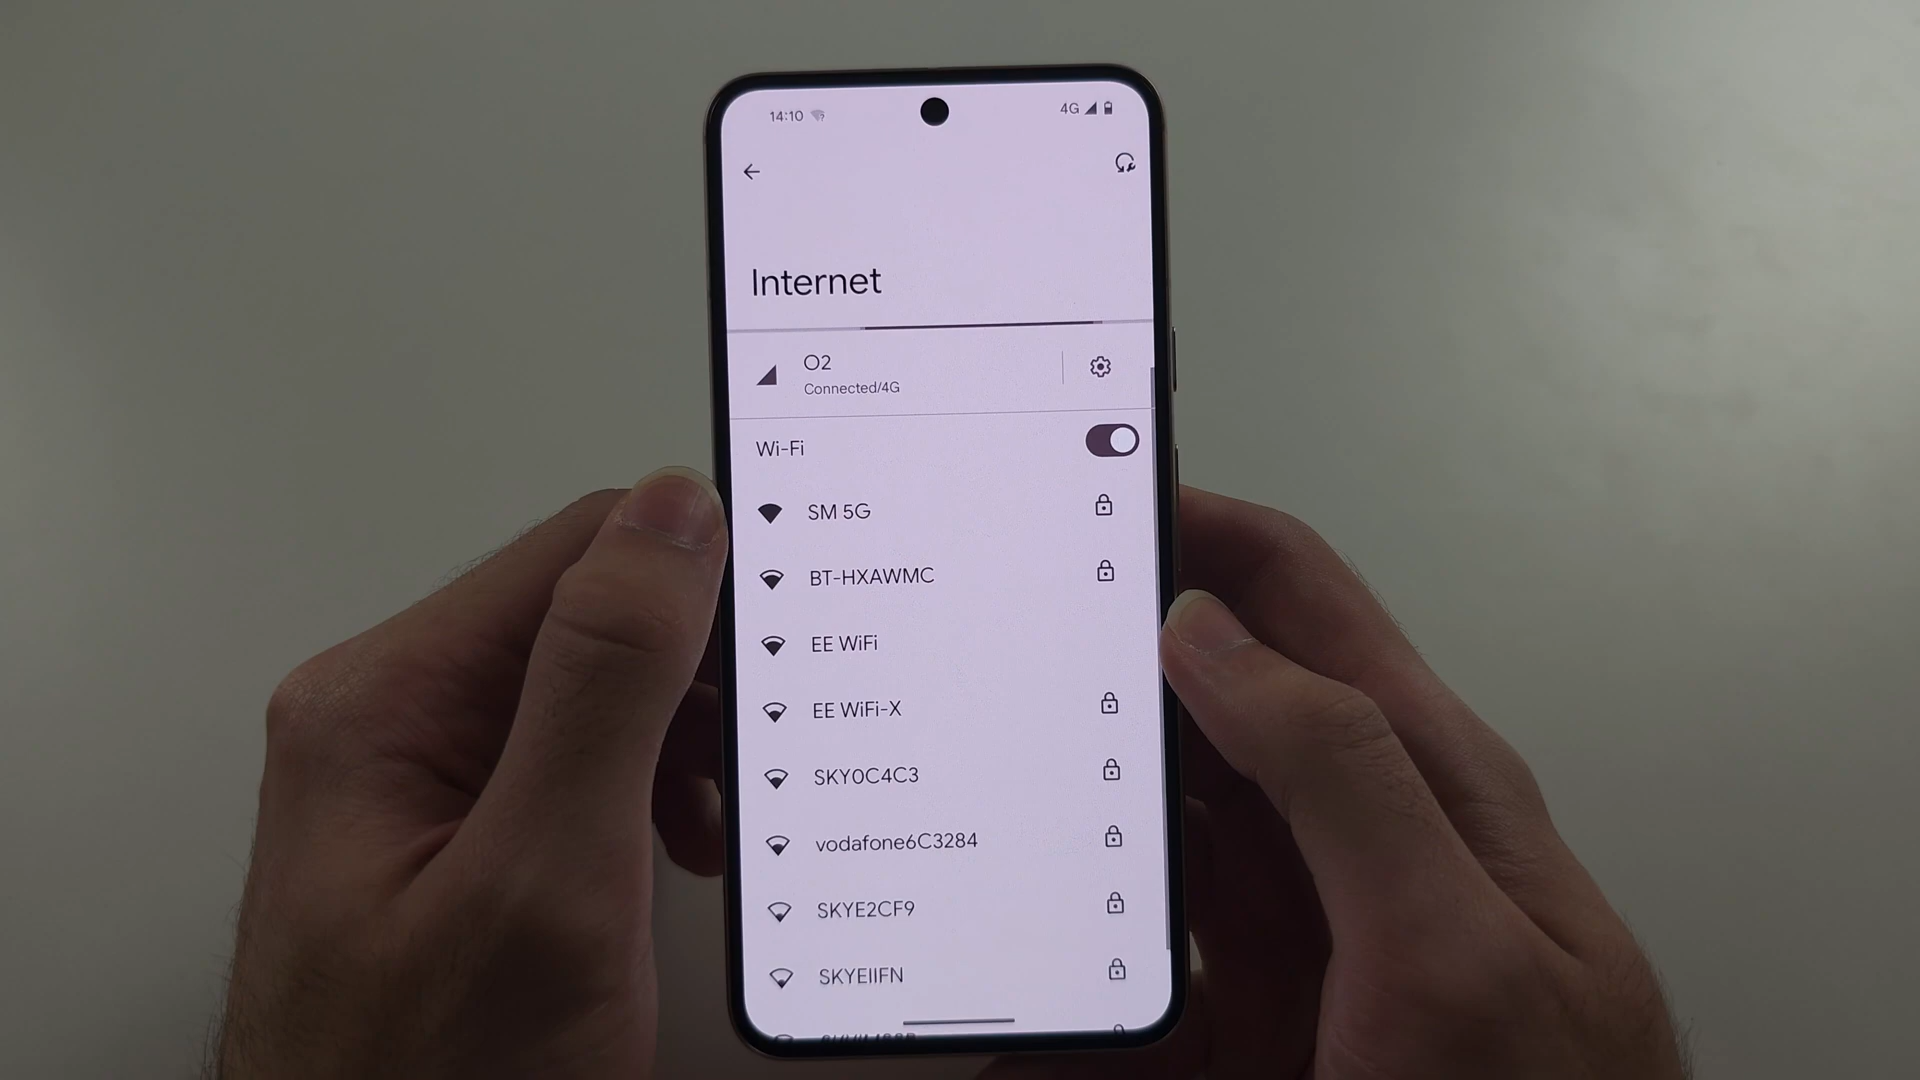 14:10
4G
Internet
O2
Connected/4G
Wi-Fi
SM 5G
BT-HXAWMC
EE WiFi
EE WiFi-X
SKY0C4C3
vodafone6C3284
SKYE2CF9
SKYEIIFN